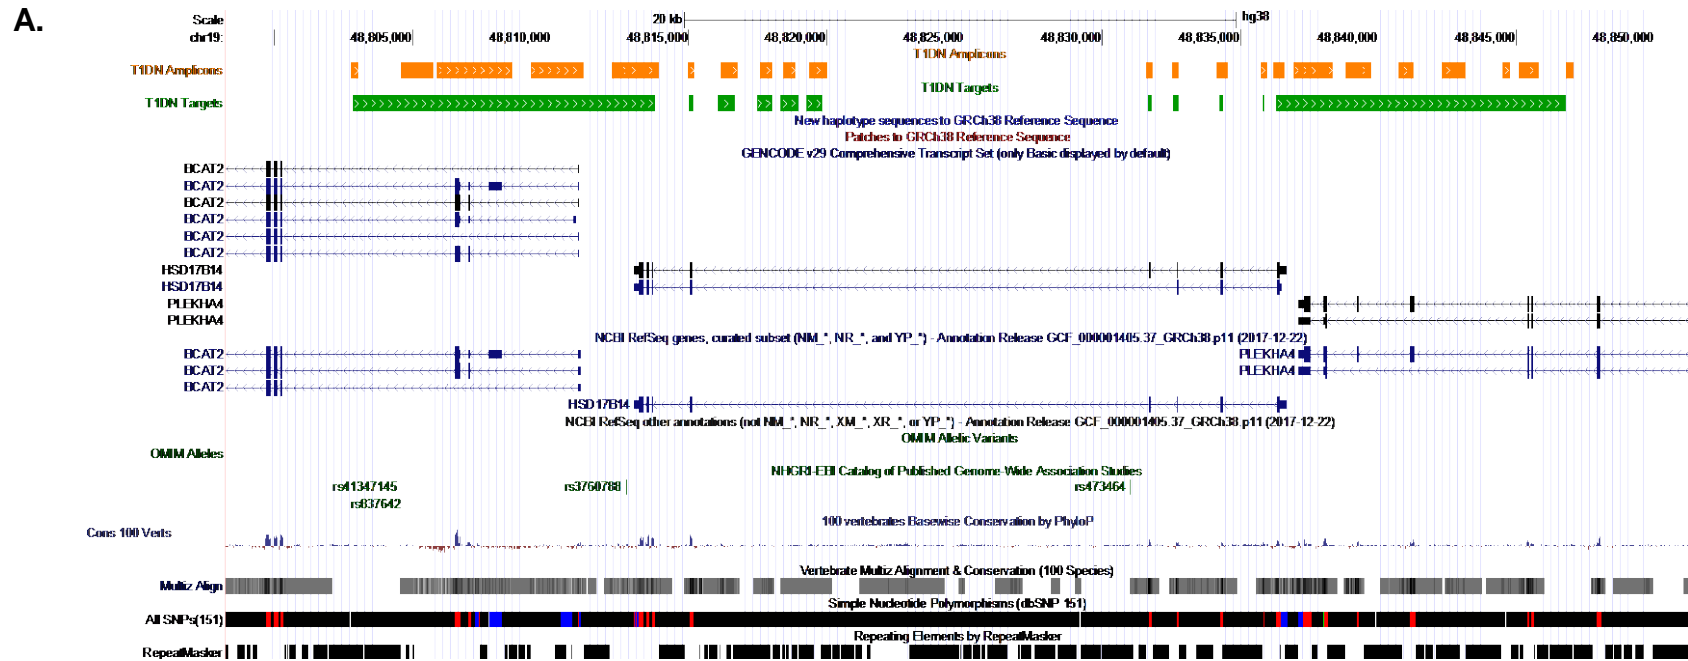 A.
Scale 20 kb hg38
chr19: 48,805,000 48,810,000 48,815,000 48,820,000 48,825,000 48,830,000 48,835,000 48,840,000 48,845,000 48,850,000
T1DN Amplicons
T1DN Amplicons
T1DN Targets
T1DN Targets
New haplotype sequences to GRCh38 Reference Sequence
Patches to GRCh38 Reference Sequence
GENCODE v29 Comprehensive Transcript Set (only Basic displayed by default)
BCAT2
BCAT2
BCAT2
BCAT2
BCAT2
BCAT2
HSD17B14
HSD17B14
PLEKHA4
PLEKHA4
NCBI RefSeq genes, curated subset (NM_*, NR_*, and YP_*) - Annotation Release GCF_000001405.37_GRCh38.p11 (2017-12-22)
BCAT2 PLEKHA4
BCAT2 PLEKHA4
BCAT2
HSD17B14
NCBI RefSeq other annotations (not NM_*, NR_*, XM_*, XR_*, or YP_*) - Annotation Release GCF_000001405.37_GRCh38.p11 (2017-12-22)
OMIM Allelic Variants
OMIM Alleles
NHGRI-EBI Catalog of Published Genome-Wide Association Studies
rs41347145 rs3760788 rs473464
rs837642
100 vertebrates Basewise Conservation by PhyloP
Cons 100 Verts
Vertebrate Multiz Alignment & Conservation (100 Species)
Multiz Align
Simple Nucleotide Polymorphisms (dbSNP 151)
All SNPs(151)
Repeating Elements by RepeatMasker
RepeatMasker